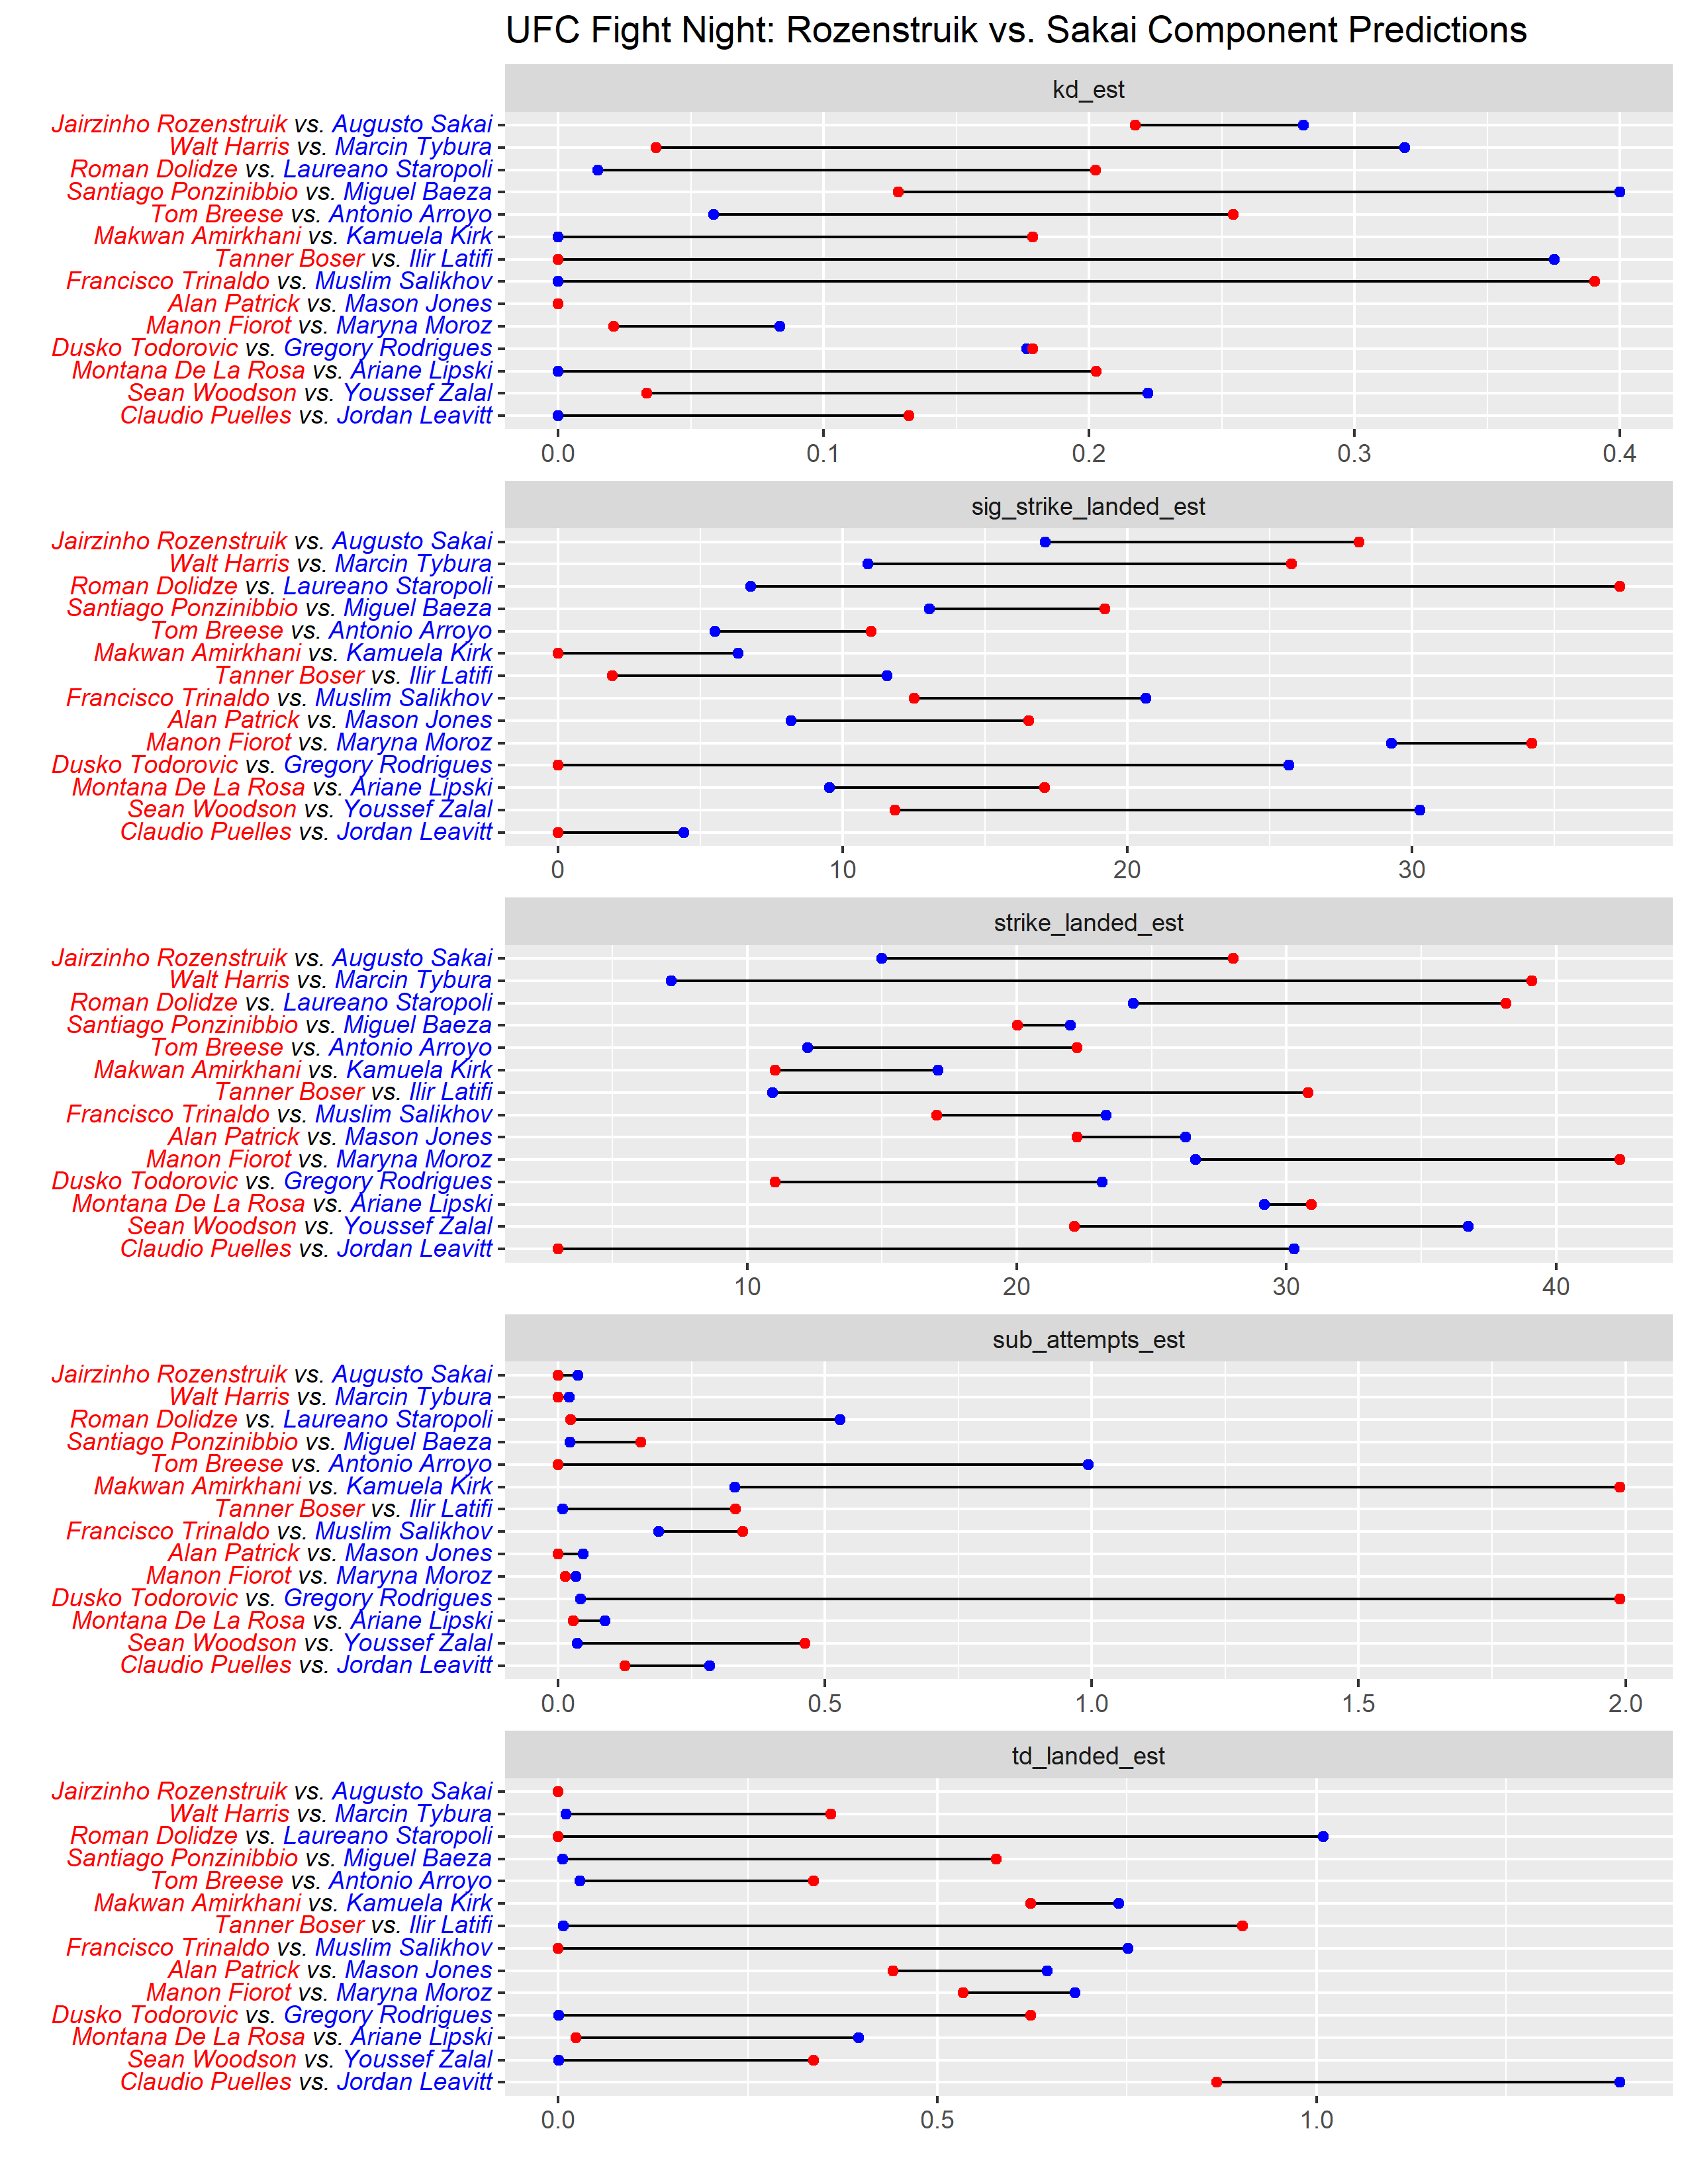 UFC Fight Night: Rozenstruik vs. Sakai Component Predictions
kd_est
Jairzinho Rozenstruik vs. Augusto Sakai
Walt Harris vs. Marcin Tybura
Roman Dolidze vs. Laureano Staropoli
Santiago Ponzinibbio vs. Miguel Baeza
Tom Breese vs. Antonio Arroyo
Makwan Amirkhani vs. Kamuela Kirk
Tanner Boser vs. Ilir Latifi
Francisco Trinaldo vs. Muslim Salikhov
Alan Patrick vs. Mason Jones
Manon Fiorot vs. Maryna Moroz
Dusko Todorovic vs. Gregory Rodrigues
Montana De La Rosa vs. Ariane Lipski
Sean Woodson vs. Youssef Zalal
Claudio Puelles vs. Jordan Leavitt
0.0 0.1 0.2 0.3 0.4
sig_strike_landed_est
Jairzinho Rozenstruik vs. Augusto Sakai
Walt Harris vs. Marcin Tybura
Roman Dolidze vs. Laureano Staropoli
Santiago Ponzinibbio vs. Miguel Baeza
Tom Breese vs. Antonio Arroyo
Makwan Amirkhani vs. Kamuela Kirk
Tanner Boser vs. Ilir Latifi
Francisco Trinaldo vs. Muslim Salikhov
Alan Patrick vs. Mason Jones
Manon Fiorot vs. Maryna Moroz
Dusko Todorovic vs. Gregory Rodrigues
Montana De La Rosa vs. Ariane Lipski
Sean Woodson vs. Youssef Zalal
Claudio Puelles vs. Jordan Leavitt
0 10 20 30
strike_landed_est
Jairzinho Rozenstruik vs. Augusto Sakai
Walt Harris vs. Marcin Tybura
Roman Dolidze vs. Laureano Staropoli
Santiago Ponzinibbio vs. Miguel Baeza
Tom Breese vs. Antonio Arroyo
Makwan Amirkhani vs. Kamuela Kirk
Tanner Boser vs. Ilir Latifi
Francisco Trinaldo vs. Muslim Salikhov
Alan Patrick vs. Mason Jones
Manon Fiorot vs. Maryna Moroz
Dusko Todorovic vs. Gregory Rodrigues
Montana De La Rosa vs. Ariane Lipski
Sean Woodson vs. Youssef Zalal
Claudio Puelles vs. Jordan Leavitt
10 20 30 40
sub_attempts_est
Jairzinho Rozenstruik vs. Augusto Sakai
Walt Harris vs. Marcin Tybura
Roman Dolidze vs. Laureano Staropoli
Santiago Ponzinibbio vs. Miguel Baeza
Tom Breese vs. Antonio Arroyo
Makwan Amirkhani vs. Kamuela Kirk
Tanner Boser vs. Ilir Latifi
Francisco Trinaldo vs. Muslim Salikhov
Alan Patrick vs. Mason Jones
Manon Fiorot vs. Maryna Moroz
Dusko Todorovic vs. Gregory Rodrigues
Montana De La Rosa vs. Ariane Lipski
Sean Woodson vs. Youssef Zalal
Claudio Puelles vs. Jordan Leavitt
0.0 0.5 1.0 1.5 2.0
td_landed_est
Jairzinho Rozenstruik vs. Augusto Sakai
Walt Harris vs. Marcin Tybura
Roman Dolidze vs. Laureano Staropoli
Santiago Ponzinibbio vs. Miguel Baeza
Tom Breese vs. Antonio Arroyo
Makwan Amirkhani vs. Kamuela Kirk
Tanner Boser vs. Ilir Latifi
Francisco Trinaldo vs. Muslim Salikhov
Alan Patrick vs. Mason Jones
Manon Fiorot vs. Maryna Moroz
Dusko Todorovic vs. Gregory Rodrigues
Montana De La Rosa vs. Ariane Lipski
Sean Woodson vs. Youssef Zalal
Claudio Puelles vs. Jordan Leavitt
0.0 0.5 1.0